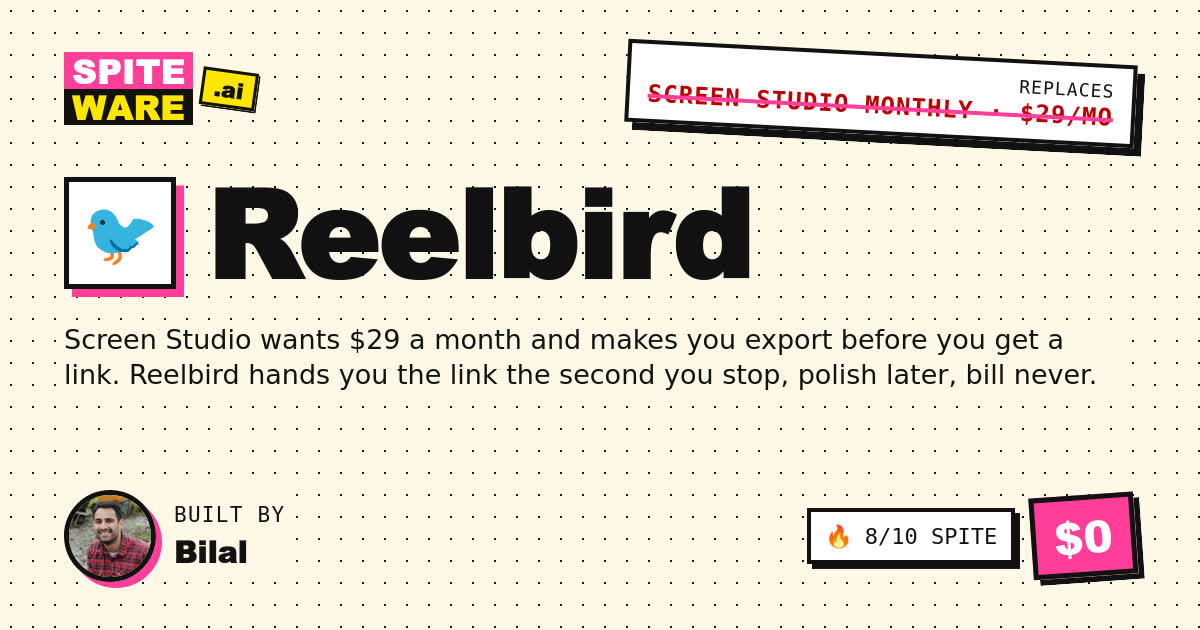 SPITE
WARE
.ai
REPLACES
SCREEN STUDIO MONTHLY · $29/MO
Reelbird
Screen Studio wants $29 a month and makes you export before you get a
link. Reelbird hands you the link the second you stop, polish later, bill never.
BUILT BY
Bilal
🔥 8/10 SPITE
$0